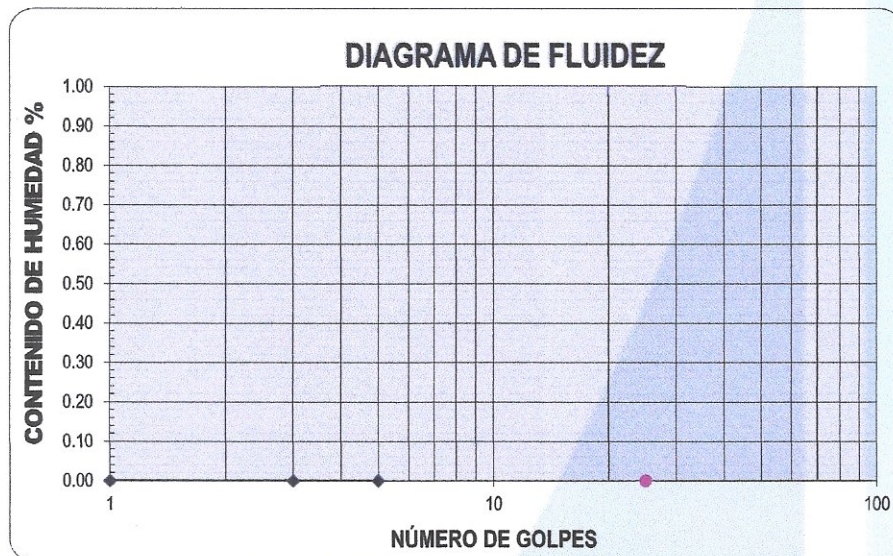 DIAGRAMA DE FLUIDEZ
CONTENIDO DE HUMEDAD %
1.00
0.90
0.80
0.70
0.60
0.50
0.40
0.30
0.20
0.10
0.00
1 10 100
NÚMERO DE GOLPES